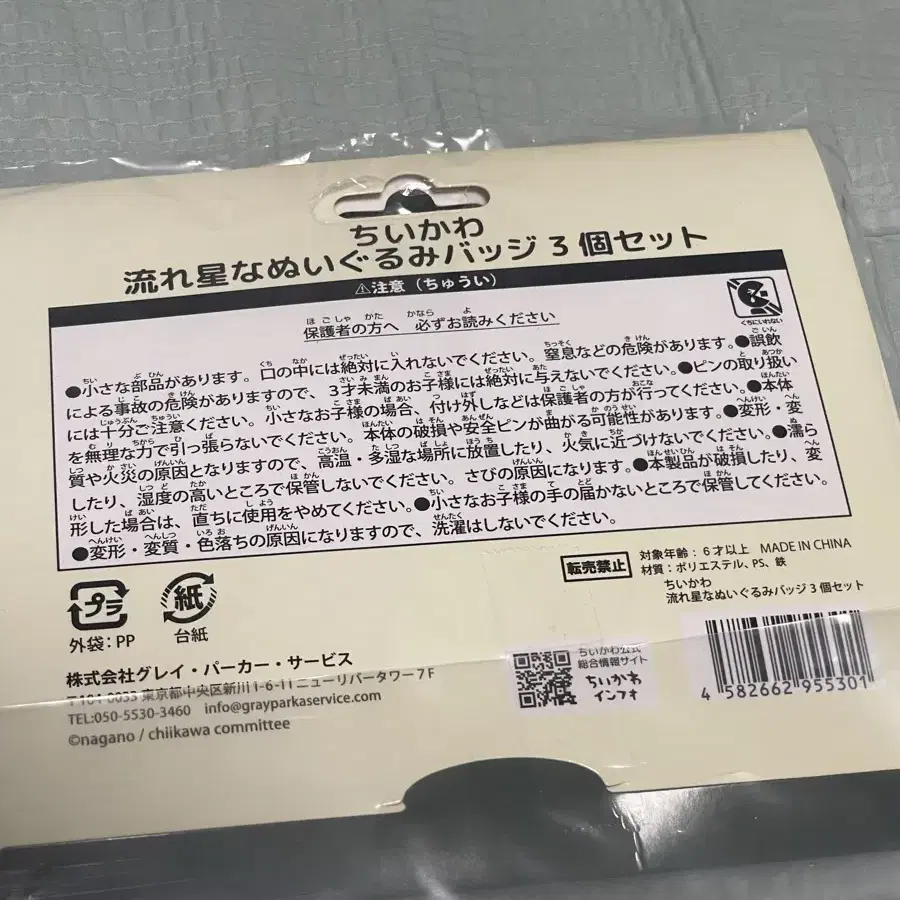 ちいかわ
流れ星なぬいぐるみバッジ3個セット
⚠注意（ちゅうい）
保護者の方へ 必ずお読みください
くちにいれない
●小さな部品があります。口の中には絶対に入れないでください。窒息などの危険があります。●誤飲
による事故の危険がありますので、3才未満のお子様には絶対に与えないでください。●ピンの取り扱い
には十分ご注意ください。小さなお子様の場合、付け外しなどは保護者の方が行ってください。●本体
を無理な力で引っ張らないでください。本体の破損や安全ピンが曲がる可能性があります。●変形・変
質や火災の原因となりますので、高温・多湿な場所に放置したり、火気に近づけないでください。●濡ら
したり、湿度の高いところで保管しないでください。さびの原因になります。●本製品が破損したり、変
形した場合は、直ちに使用をやめてください。●小さなお子様の手の届かないところで保管してください。
●変形・変質・色落ちの原因になりますので、洗濯はしないでください。
プラ
外袋：PP
紙
台紙
転売禁止
対象年齢：6才以上 MADE IN CHINA
材質：ポリエステル、PS、鉄
ちいかわ
流れ星なぬいぐるみバッジ3個セット
株式会社グレイ・パーカー・サービス
〒104-0033 東京都中央区新川1-6-11 ニューリバータワー7F
TEL:050-5530-3460 info@grayparkaservice.com
©nagano / chiikawa committee
ちいかわ公式
総合情報サイト
ちいかわ
インフォ
4 582662 955301